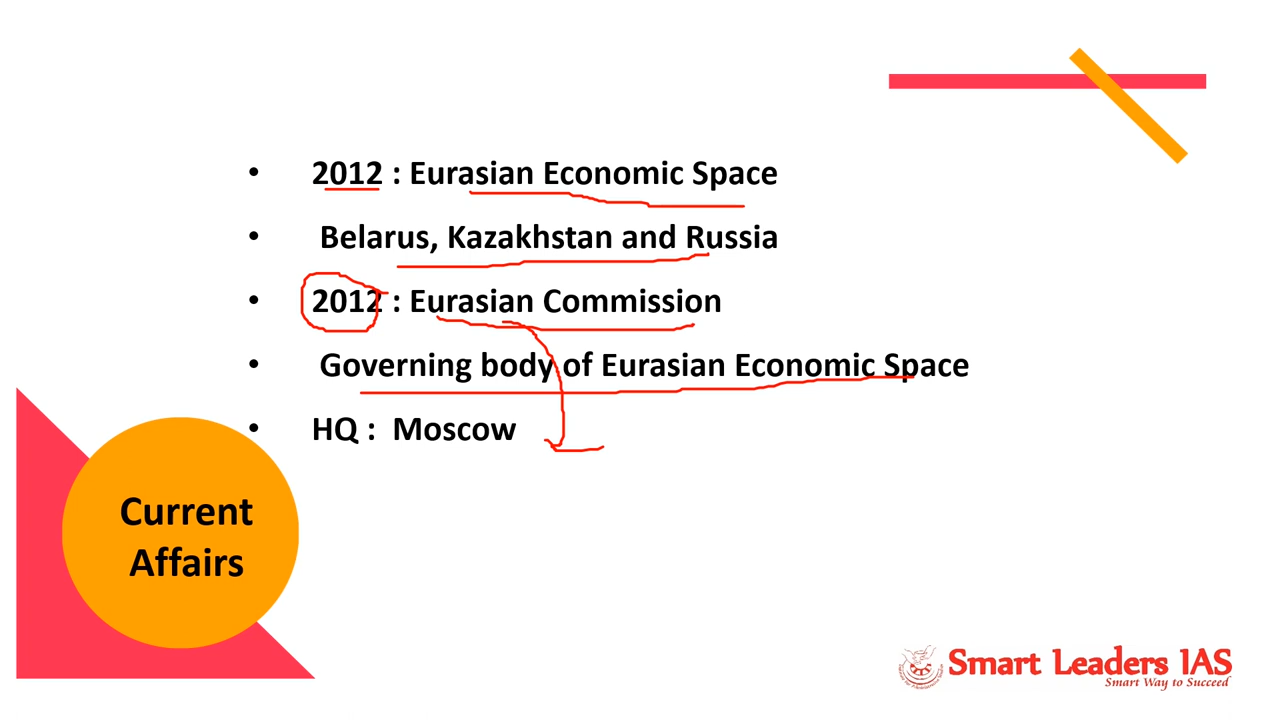 • 2012 : Eurasian Economic Space
• Belarus, Kazakhstan and Russia
• 2012 : Eurasian Commission
• Governing body of Eurasian Economic Space
• HQ : Moscow
Current
Affairs
Smart Leaders IAS
Smart Way to Succeed